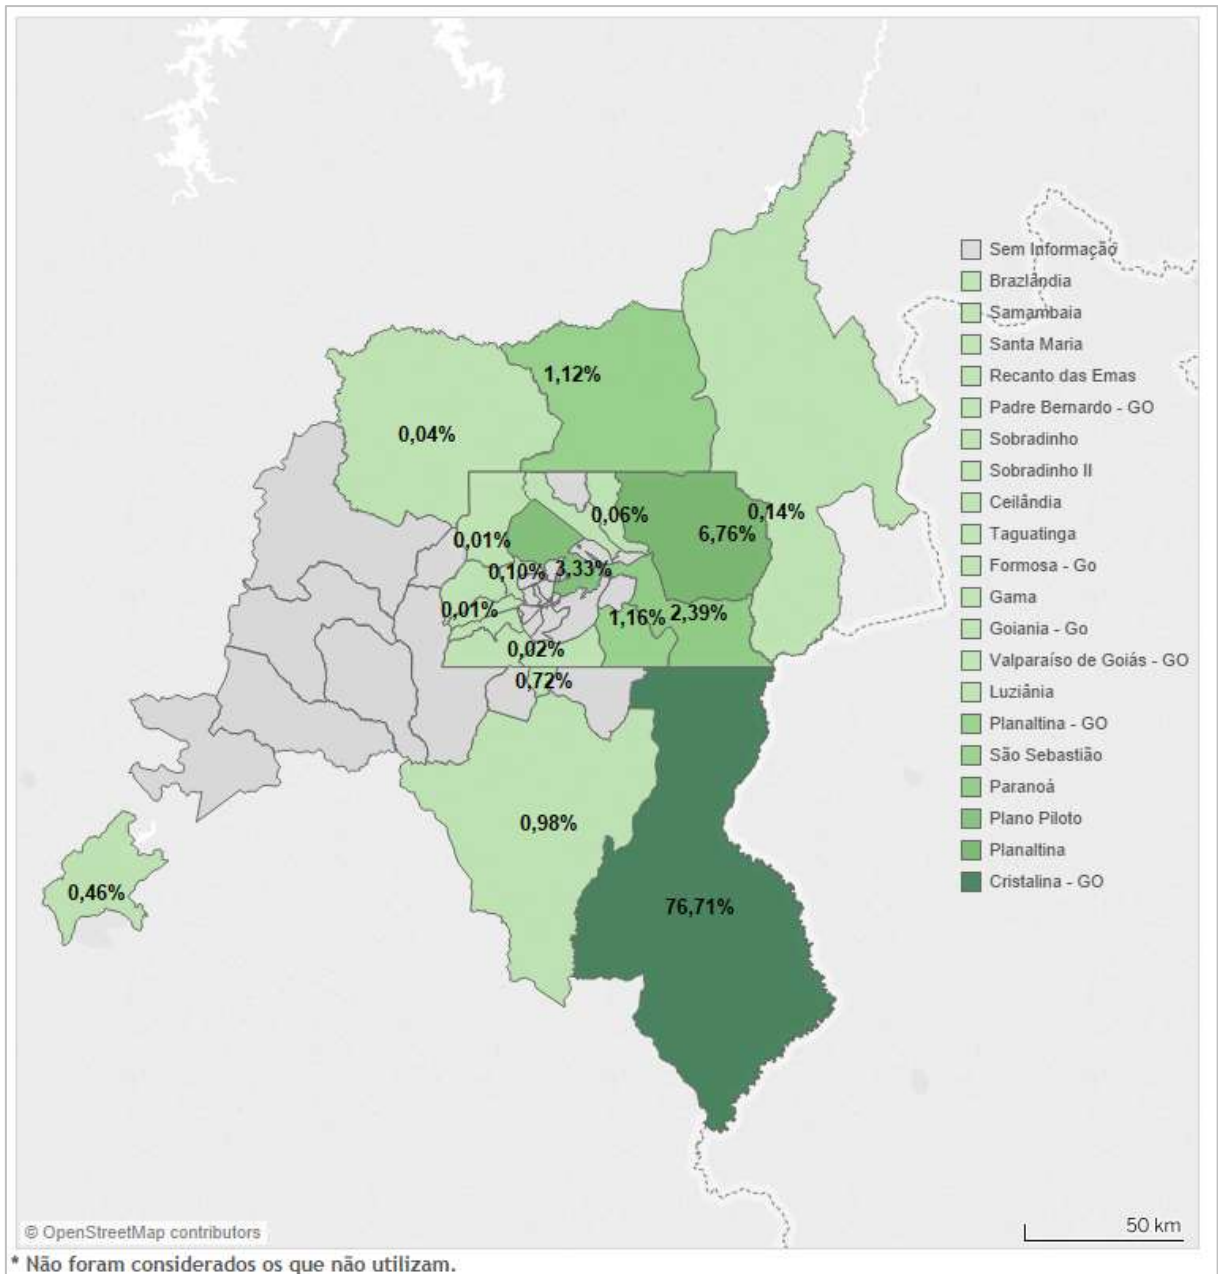 Sem Informação
Brazlândia
Samambaia
Santa Maria
Recanto das Emas
Padre Bernardo - GO
Sobradinho
Sobradinho II
Ceilândia
Taguatinga
Formosa - Go
Gama
Goiania - Go
Valparaíso de Goiás - GO
Luziânia
Planaltina - GO
São Sebastião
Paranoá
Plano Piloto
Planaltina
Cristalina - GO
1,12%
0,04%
0,06%
0,14%
6,76%
0,01%
0,10%
3,33%
0,01%
1,16%
2,39%
0,02%
0,72%
0,98%
0,46%
76,71%
50 km
© OpenStreetMap contributors
* Não foram considerados os que não utilizam.